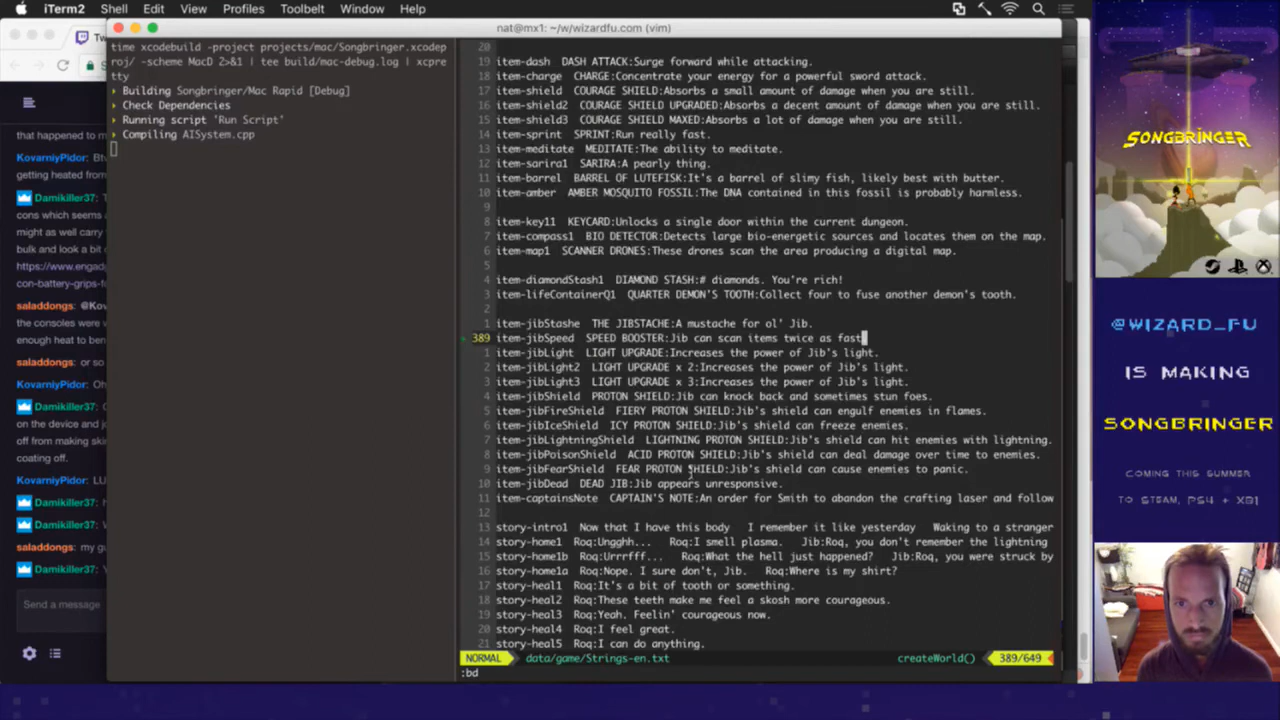 iTerm2 Shell Edit View Profiles Toolbelt Window Help
nat@mx1: ~/w/wizardfu.com (vim)
Tw
S
time xcodebuild -project projects/mac/Songbringer.xcodep
roj/ -scheme MacD 2>&1 | tee build/mac-debug.log | xcpre
tty
Building Songbringer/Mac Rapid [Debug]
Check Dependencies
Running script 'Run Script'
Compiling AISystem.cpp
that happened to m
KovarniyPidor: Btw
getting heated from
Damikiller37: T
cons which seems a
might as well carry t
bulk and look a bit c
https://www.engadg
con-battery-grips-f
saladdongs: @Kov
the consoles were w
enough heat to ben
saladdongs: or so
KovarniyPidor: Oh
Damikiller37: C
on the device and jo
off from making skin
coating off.
KovarniyPidor: LU
Damikiller37: W
saladdongs: my gu
Damikiller37: Y
Send a message
20
19 item-dash DASH ATTACK:Surge forward while attacking.
18 item-charge CHARGE:Concentrate your energy for a powerful sword attack.
17 item-shield COURAGE SHIELD:Absorbs a small amount of damage when you are still.
16 item-shield2 COURAGE SHIELD UPGRADED:Absorbs a decent amount of damage when you are still.
15 item-shield3 COURAGE SHIELD MAXED:Absorbs a lot of damage when you are still.
14 item-sprint SPRINT:Run really fast.
13 item-meditate MEDITATE:The ability to meditate.
12 item-sarira1 SARIRA:A pearly thing.
11 item-barrel BARREL OF LUTEFISK:It's a barrel of slimy fish, likely best with butter.
10 item-amber AMBER MOSQUITO FOSSIL:The DNA contained in this fossil is probably harmless.
9
8 item-key11 KEYCARD:Unlocks a single door within the current dungeon.
7 item-compass1 BIO DETECTOR:Detects large bio-energetic sources and locates them on the map.
6 item-map1 SCANNER DRONES:These drones scan the area producing a digital map.
5
4 item-diamondStash1 DIAMOND STASH:# diamonds. You're rich!
3 item-lifeContainerQ1 QUARTER DEMON'S TOOTH:Collect four to fuse another demon's tooth.
2
1 item-jibStashe THE JIBSTACHE:A mustache for ol' Jib.
389 item-jibSpeed SPEED BOOSTER:Jib can scan items twice as fast
1 item-jibLight LIGHT UPGRADE:Increases the power of Jib's light.
2 item-jibLight2 LIGHT UPGRADE x 2:Increases the power of Jib's light.
3 item-jibLight3 LIGHT UPGRADE x 3:Increases the power of Jib's light.
4 item-jibShield PROTON SHIELD:Jib can knock back and sometimes stun foes.
5 item-jibFireShield FIERY PROTON SHIELD:Jib's shield can engulf enemies in flames.
6 item-jibIceShield ICY PROTON SHIELD:Jib's shield can freeze enemies.
7 item-jibLightningShield LIGHTNING PROTON SHIELD:Jib's shield can hit enemies with lightning.
8 item-jibPoisonShield ACID PROTON SHIELD:Jib's shield can deal damage over time to enemies.
9 item-jibFearShield FEAR PROTON SHIELD:Jib's shield can cause enemies to panic.
10 item-jibDead DEAD JIB:Jib appears unresponsive.
11 item-captainsNote CAPTAIN'S NOTE:An order for Smith to abandon the crafting laser and follow
12
13 story-intro1 Now that I have this body I remember it like yesterday Waking to a stranger
14 story-home1 Roq:Ungghh... Roq:I smell plasma. Jib:Roq, you don't remember the lightning
15 story-home1b Roq:Urrrfff... Roq:What the hell just happened? Jib:Roq, you were struck by
16 story-home1a Roq:Nope. I sure don't, Jib. Roq:Where is my shirt?
17 story-heal1 Roq:It's a bit of tooth or something.
18 story-heal2 Roq:These teeth make me feel a skosh more courageous.
19 story-heal3 Roq:Yeah. Feelin' courageous now.
20 story-heal4 Roq:I feel great.
21 story-heal5 Roq:I can do anything.
NORMAL data/game/Strings-en.txt createWorld() 389/649
:bd
SONGBRINGER
@WIZARD_FU
IS MAKING
SONGBRINGER
COMING THIS SUMMER
TO STEAM, PS4 + XB1